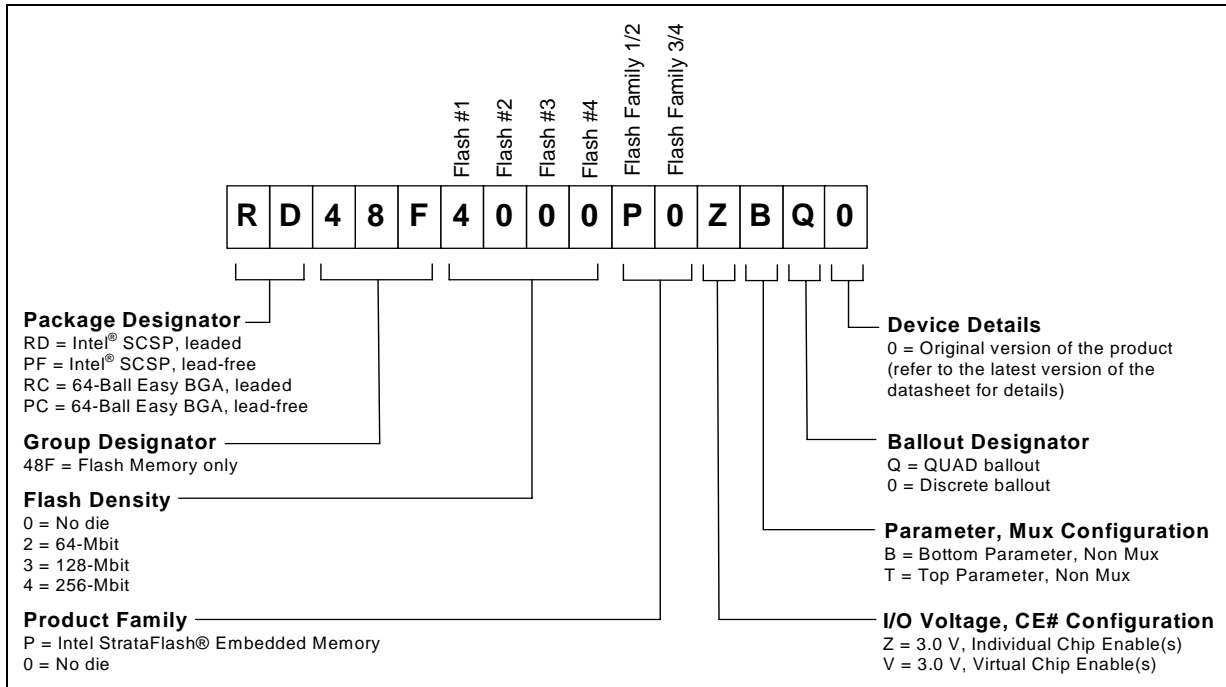 Flash #1
Flash #2
Flash #3
Flash #4
Flash Family 1/2
Flash Family 3/4
R D 4 8 F 4 0 0 0 P 0 Z B Q 0
Package Designator
RD = Intel® SCSP, leaded
PF = Intel® SCSP, lead-free
RC = 64-Ball Easy BGA, leaded
PC = 64-Ball Easy BGA, lead-free
Group Designator
48F = Flash Memory only
Flash Density
0 = No die
2 = 64-Mbit
3 = 128-Mbit
4 = 256-Mbit
Product Family
P = Intel StrataFlash® Embedded Memory
0 = No die
Device Details
0 = Original version of the product
(refer to the latest version of the
datasheet for details)
Ballout Designator
Q = QUAD ballout
0 = Discrete ballout
Parameter, Mux Configuration
B = Bottom Parameter, Non Mux
T = Top Parameter, Non Mux
I/O Voltage, CE# Configuration
Z = 3.0 V, Individual Chip Enable(s)
V = 3.0 V, Virtual Chip Enable(s)